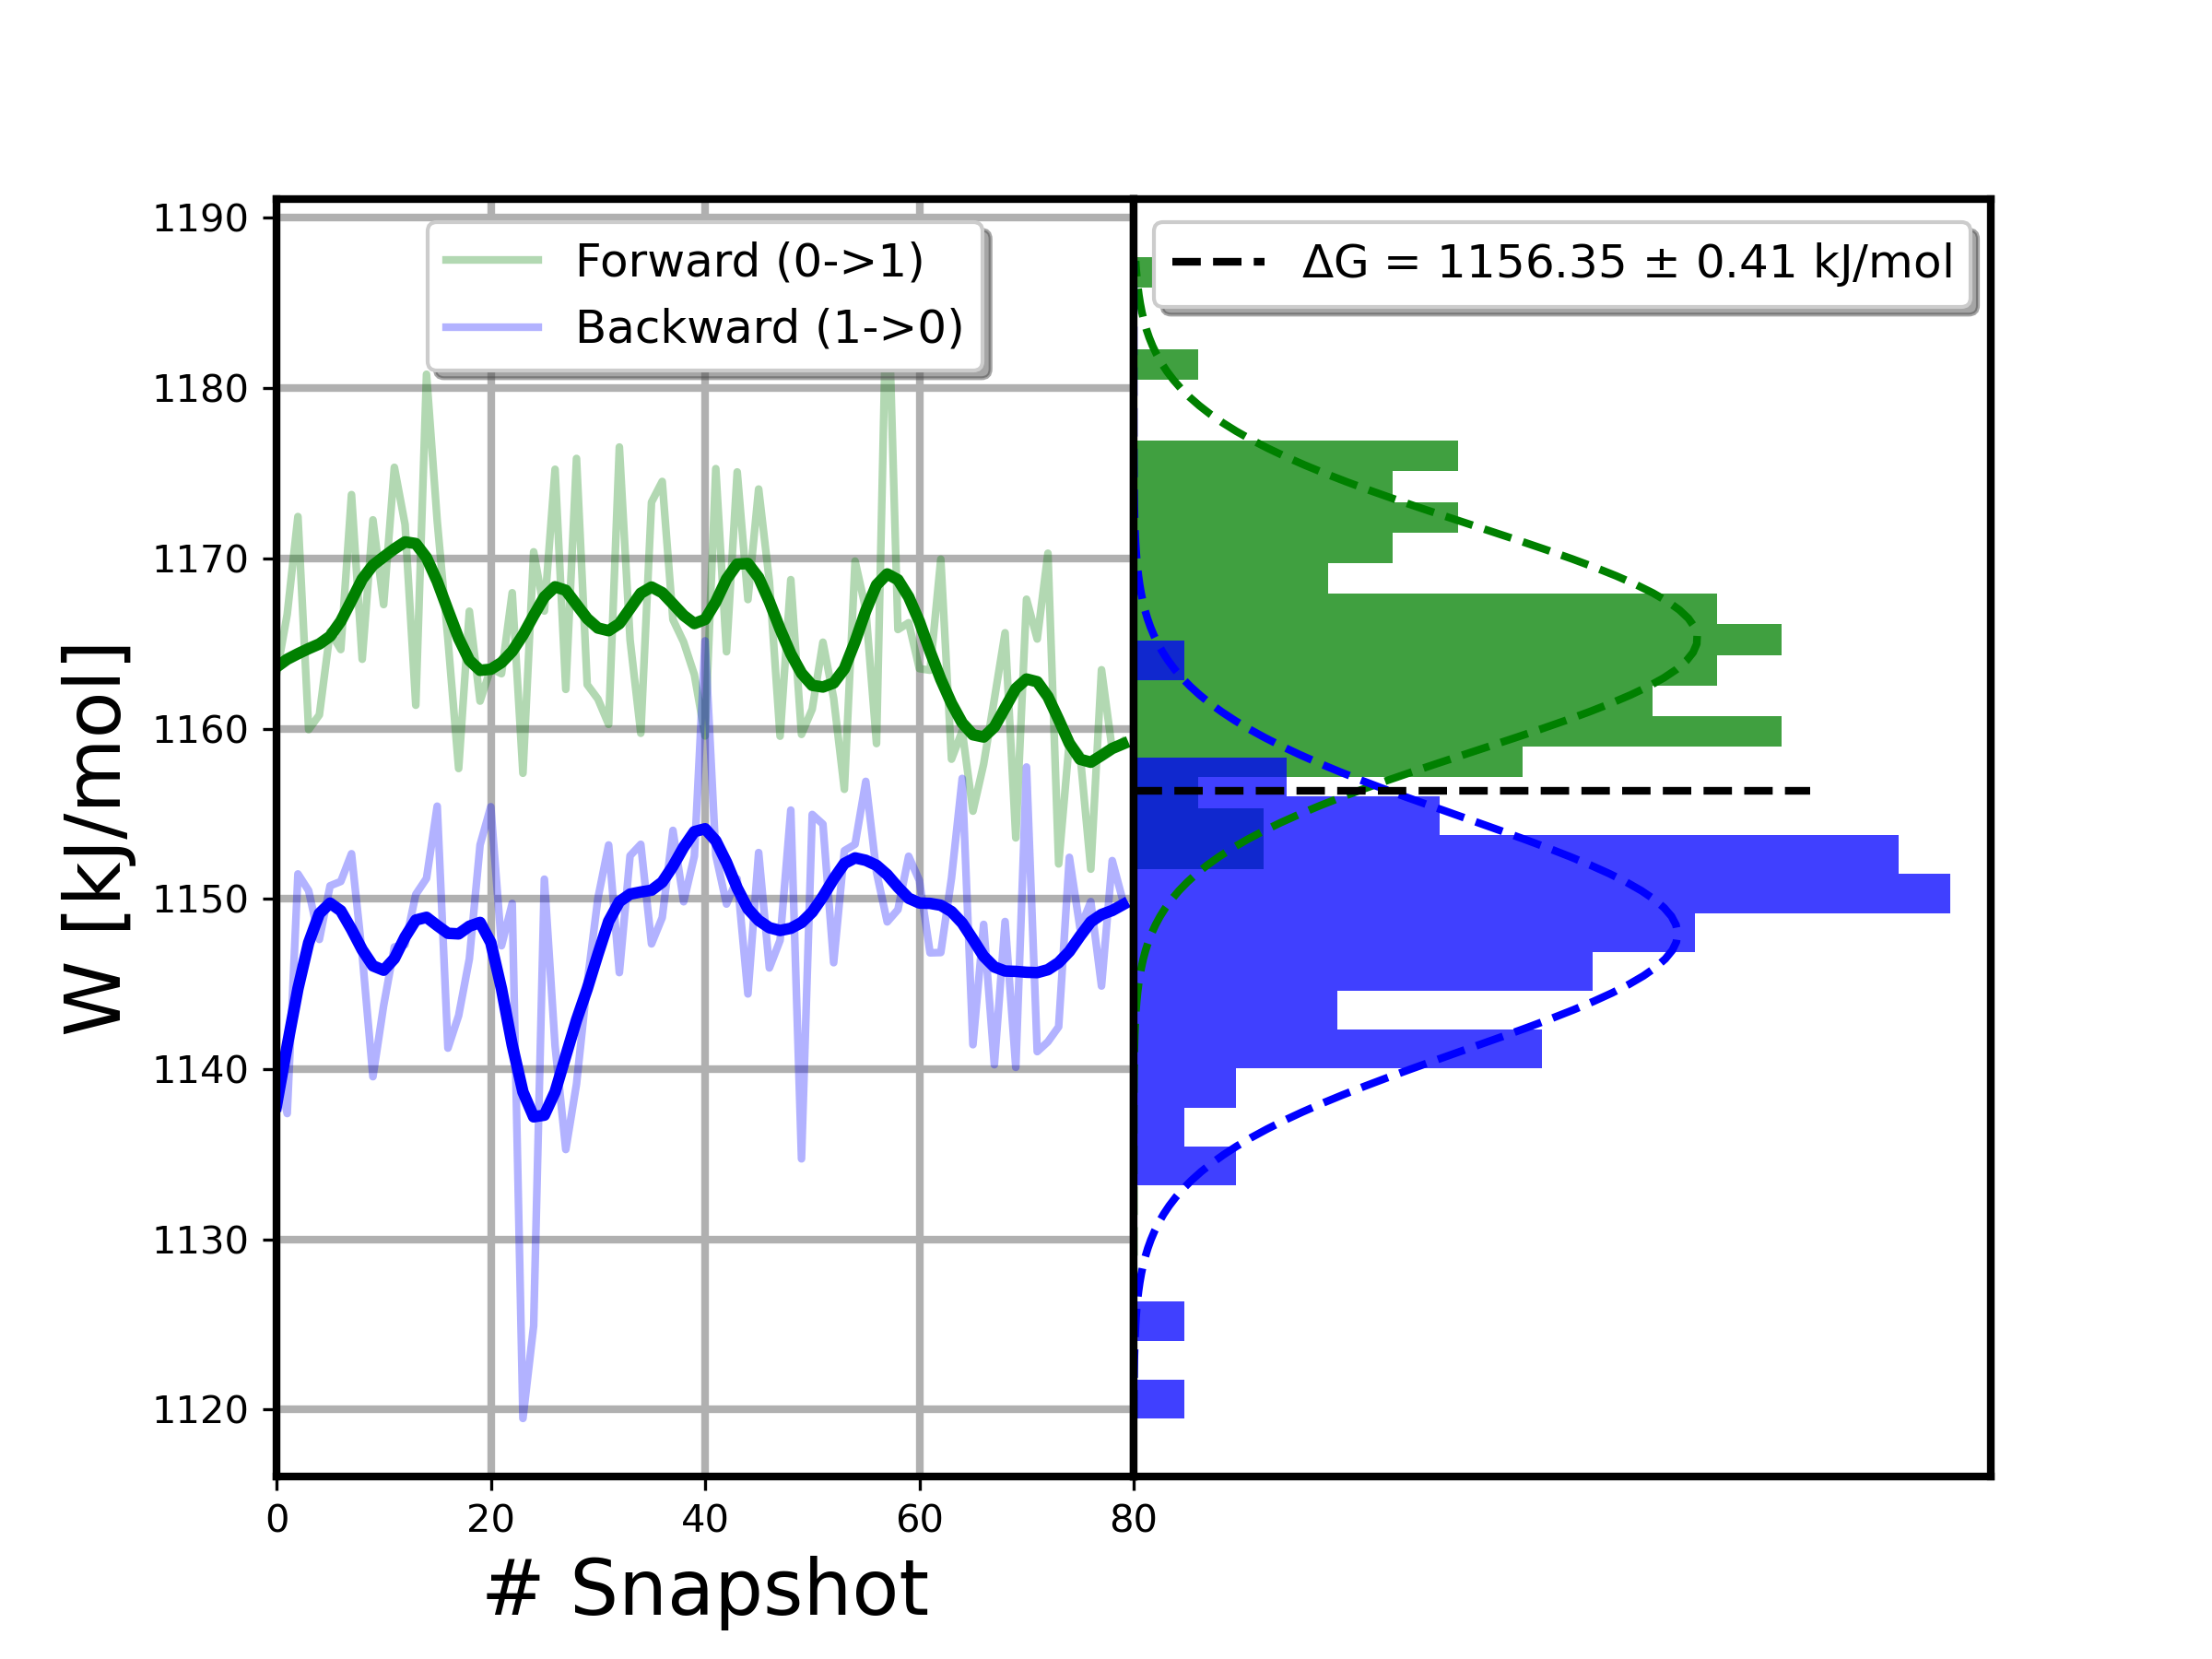 W [kJ/mol]
1190
1180
1170
1160
1150
1140
1130
1120
Forward (0->1)
Backward (1->0)
ΔG = 1156.35 ± 0.41 kJ/mol
0 20 40 60 80
# Snapshot